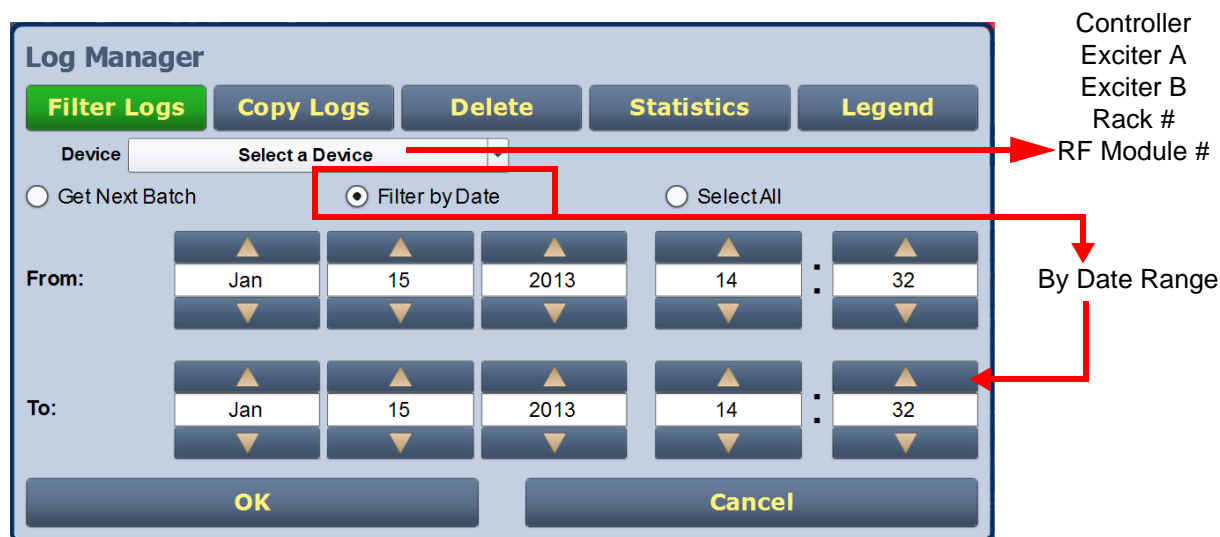 Log Manager
Filter Logs Copy Logs Delete Statistics Legend
Device Select a Device
Controller
Exciter A
Exciter B
Rack #
RF Module #
Get Next Batch Filter by Date Select All
From: Jan 15 2013 14 : 32
By Date Range
To: Jan 15 2013 14 : 32
OK Cancel